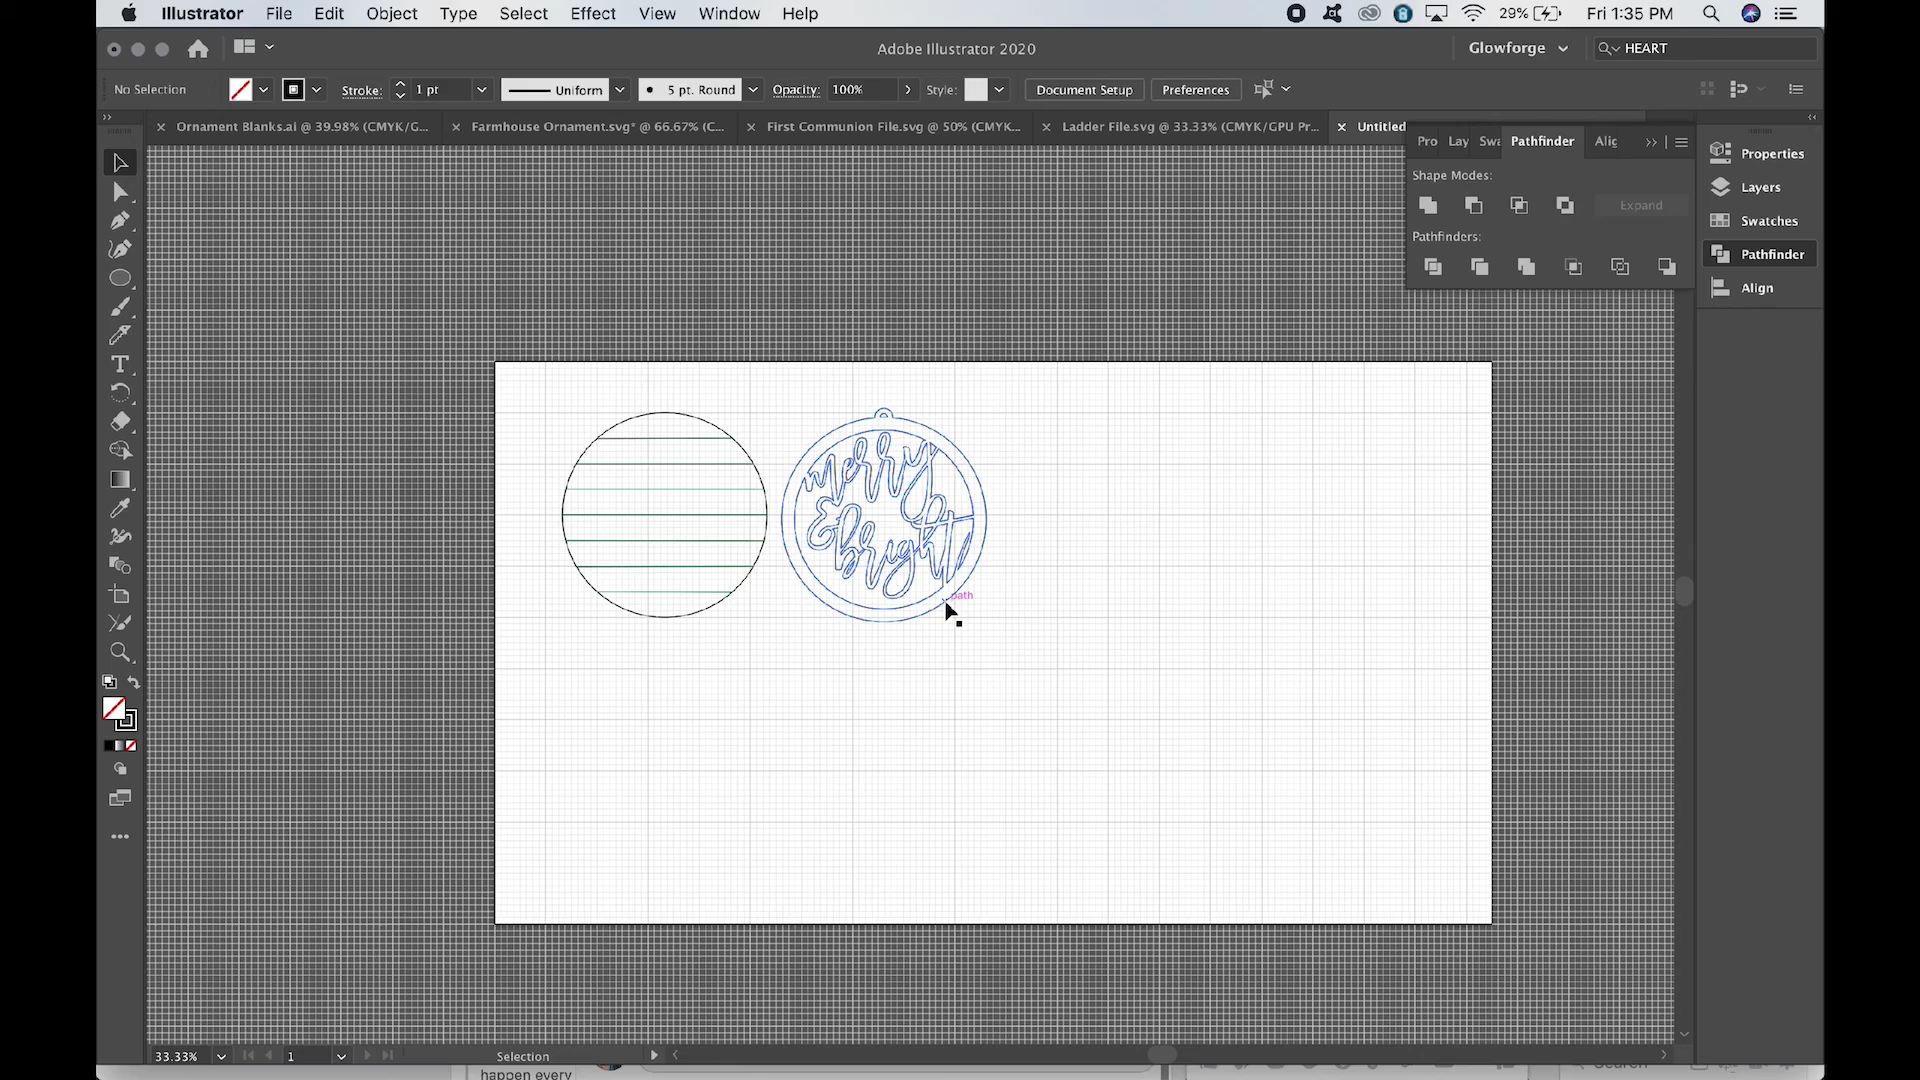 Illustrator File Edit Object Type Select Effect View Window Help 29% Fri 1:35 PM
Adobe Illustrator 2020 Glowforge HEART
No Selection Stroke: 1 pt Uniform 5 pt. Round Opacity: 100% Style: Document Setup Preferences
Ornament Blanks.ai @ 39.98% (CMYK/G... Farmhouse Ornament.svg* @ 66.67% (C... First Communion File.svg @ 50% (CMYK... Ladder File.svg @ 33.33% (CMYK/GPU Pr... Untitled
Pro Lay Swa Pathfinder Alig
Shape Modes:
Expand
Pathfinders:
Properties
Layers
Swatches
Pathfinder
Align
merry
& bright
path
33.33% 1 Selection
happen every Search